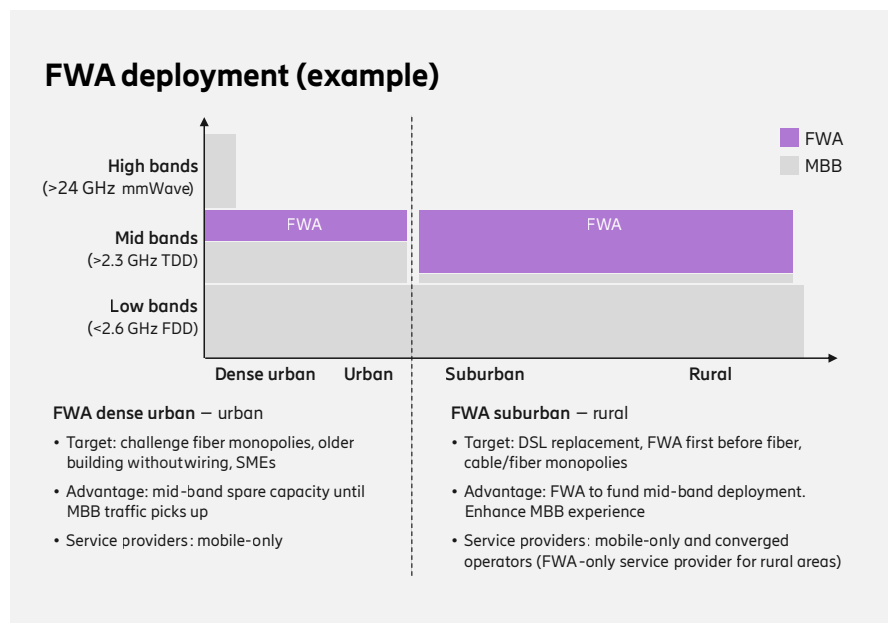 FWA deployment (example)
FWA
MBB
High bands
(>24 GHz mmWave)
FWA
FWA
Mid bands
(>2.3 GHz TDD)
Low bands
(<2.6 GHz FDD)
Dense urban
Urban
Suburban
Rural
FWA dense urban – urban
• Target: challenge fiber monopolies, older
building without wiring, SMEs
• Advantage: mid-band spare capacity until
MBB traffic picks up
• Service providers: mobile-only
FWA suburban – rural
• Target: DSL replacement, FWA first before fiber,
cable/fiber monopolies
• Advantage: FWA to fund mid-band deployment.
Enhance MBB experience
• Service providers: mobile-only and converged
operators (FWA-only service provider for rural areas)